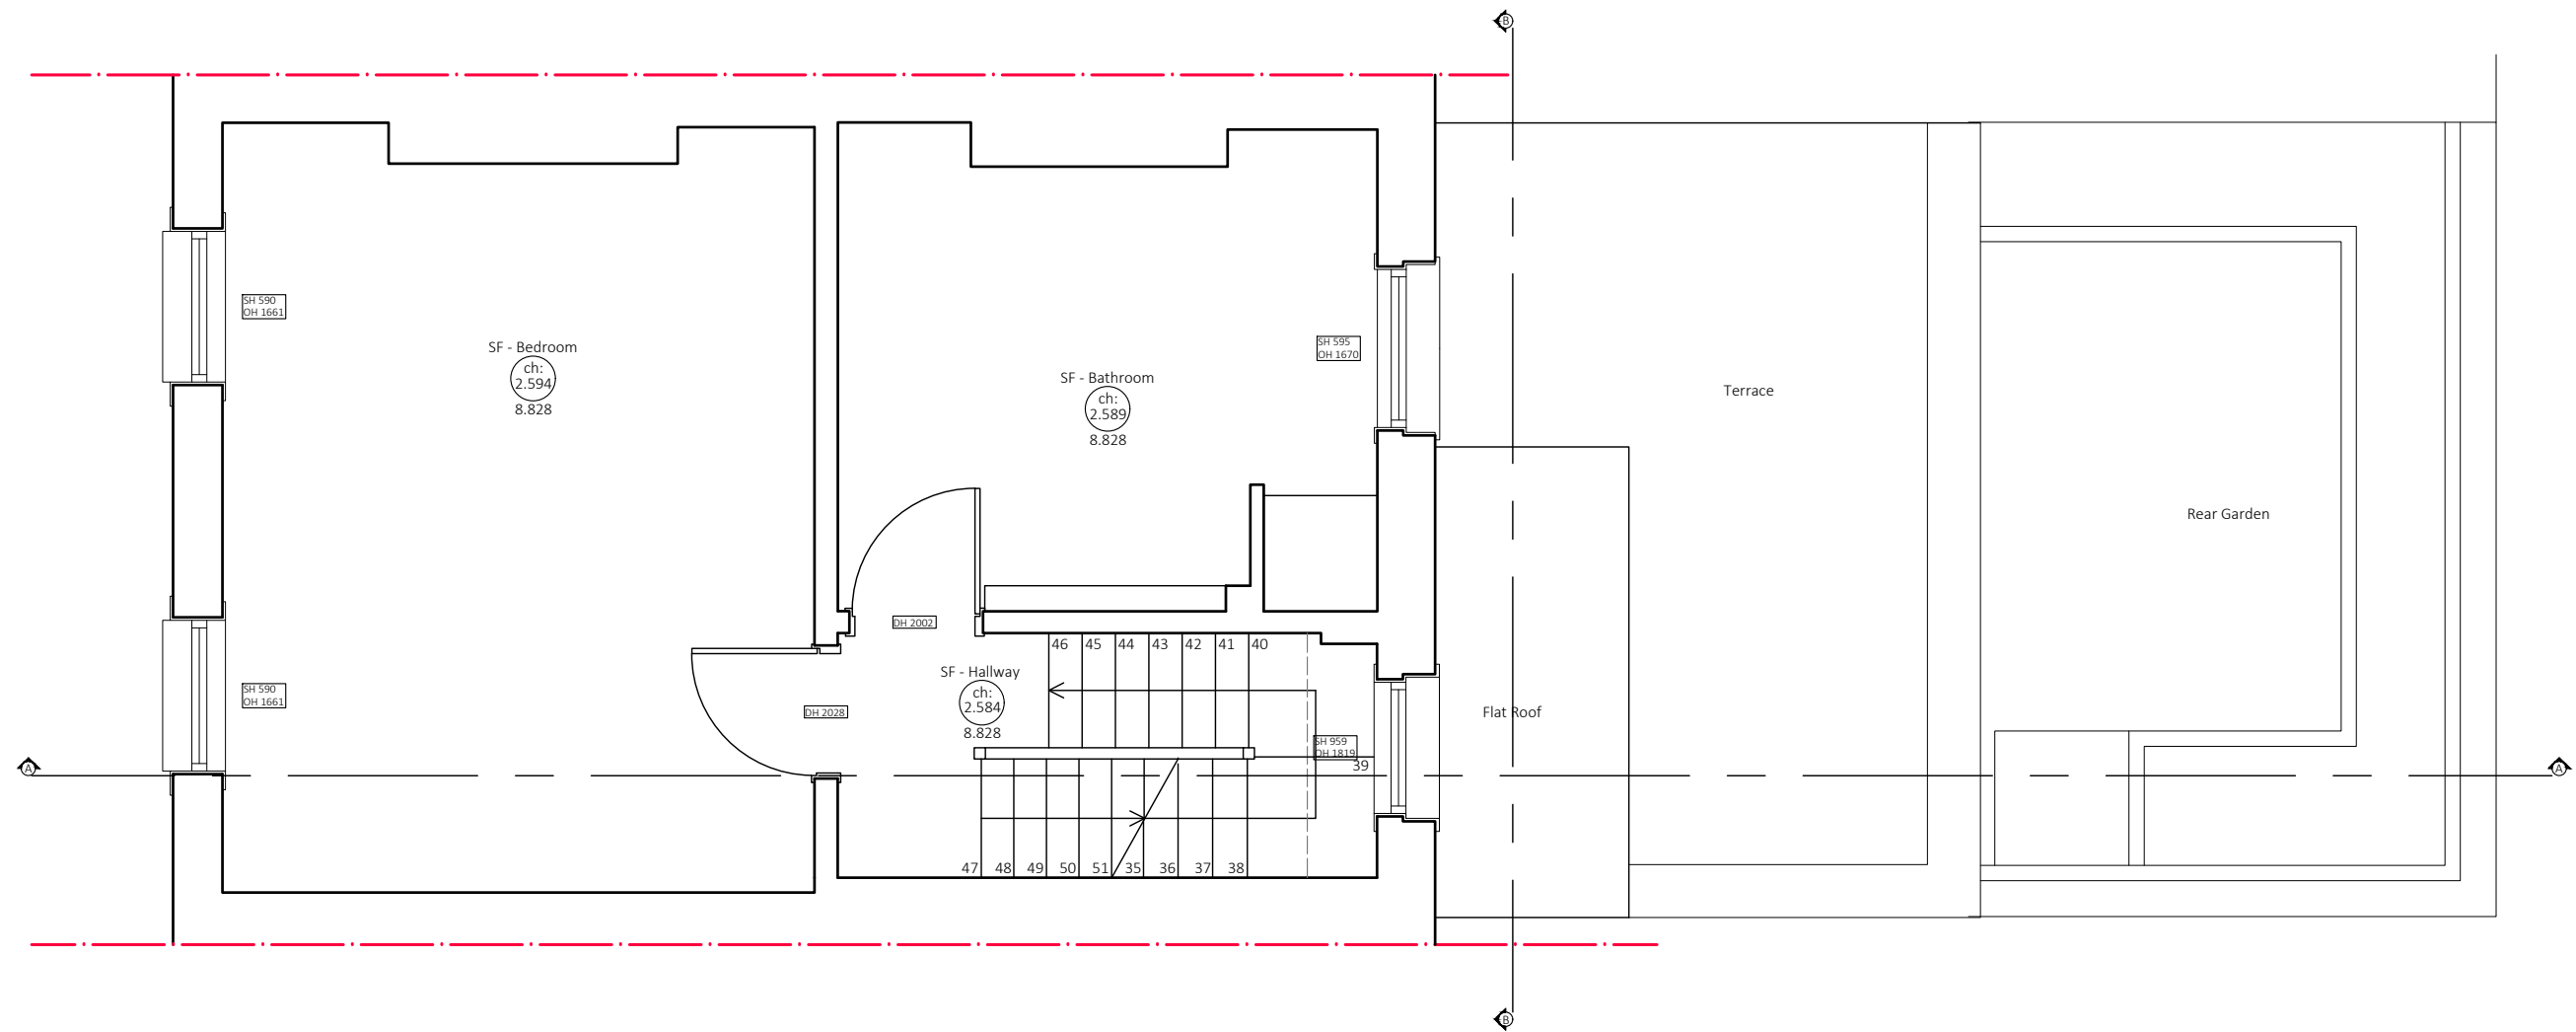 B
SH 590
OH 1661
SF - Bedroom
ch:
2.594
8.828
SF - Bathroom
ch:
2.589
8.828
SH 595
OH 1670
Terrace
Rear Garden
DH 2002
46 45 44 43 42 41 40
SF - Hallway
ch:
2.584
8.828
SH 590
OH 1661
DH 2028
Flat Roof
SH 959
OH 1819
39
A
A
47 48 49 50 51 35 36 37 38
B